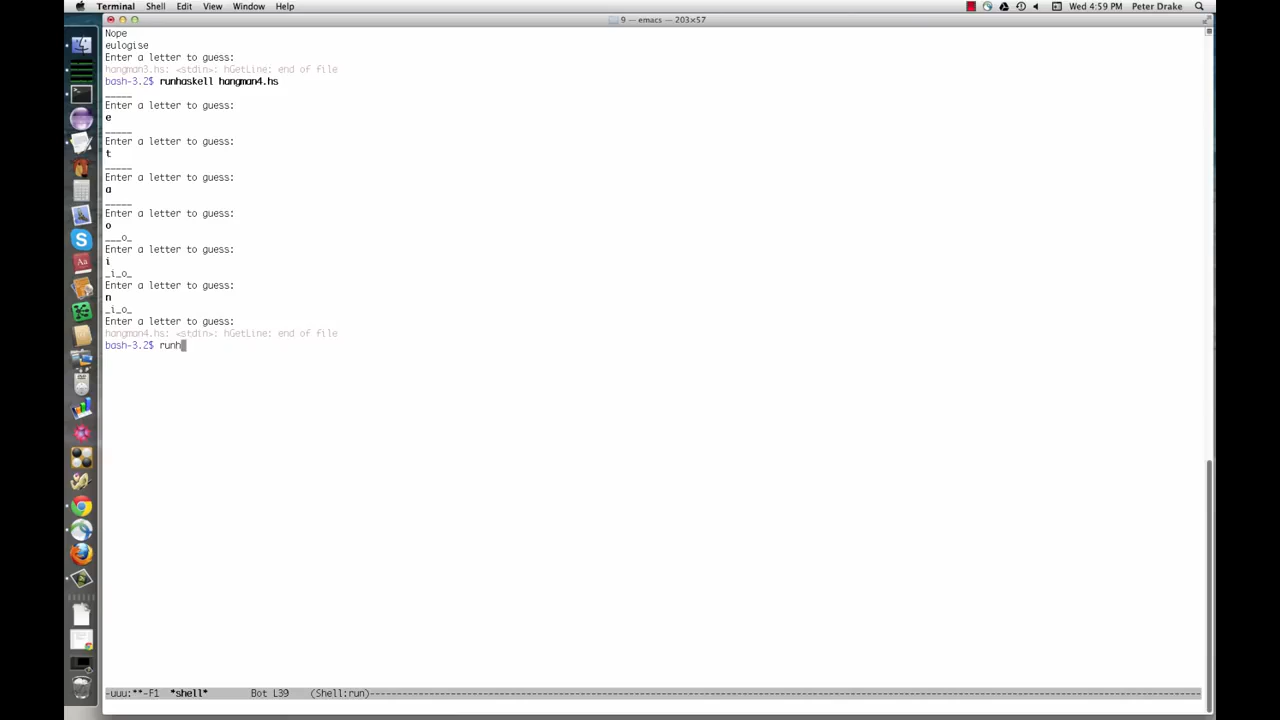 Terminal Shell Edit View Window Help Wed 4:59 PM Peter Drake
9 — emacs — 203×57
Nope
eulogise
Enter a letter to guess:
hangman3.hs: <stdin>: hGetLine: end of file
bash-3.2$ runhaskell hangman4.hs
_____
Enter a letter to guess:
e
_____
Enter a letter to guess:
t
_____
Enter a letter to guess:
a
_____
Enter a letter to guess:
o
___o_
Enter a letter to guess:
i
_i_o_
Enter a letter to guess:
n
_i_o_
Enter a letter to guess:
hangman4.hs: <stdin>: hGetLine: end of file
bash-3.2$ runh
-uuu:**-F1 *shell* Bot L39 (Shell:run)